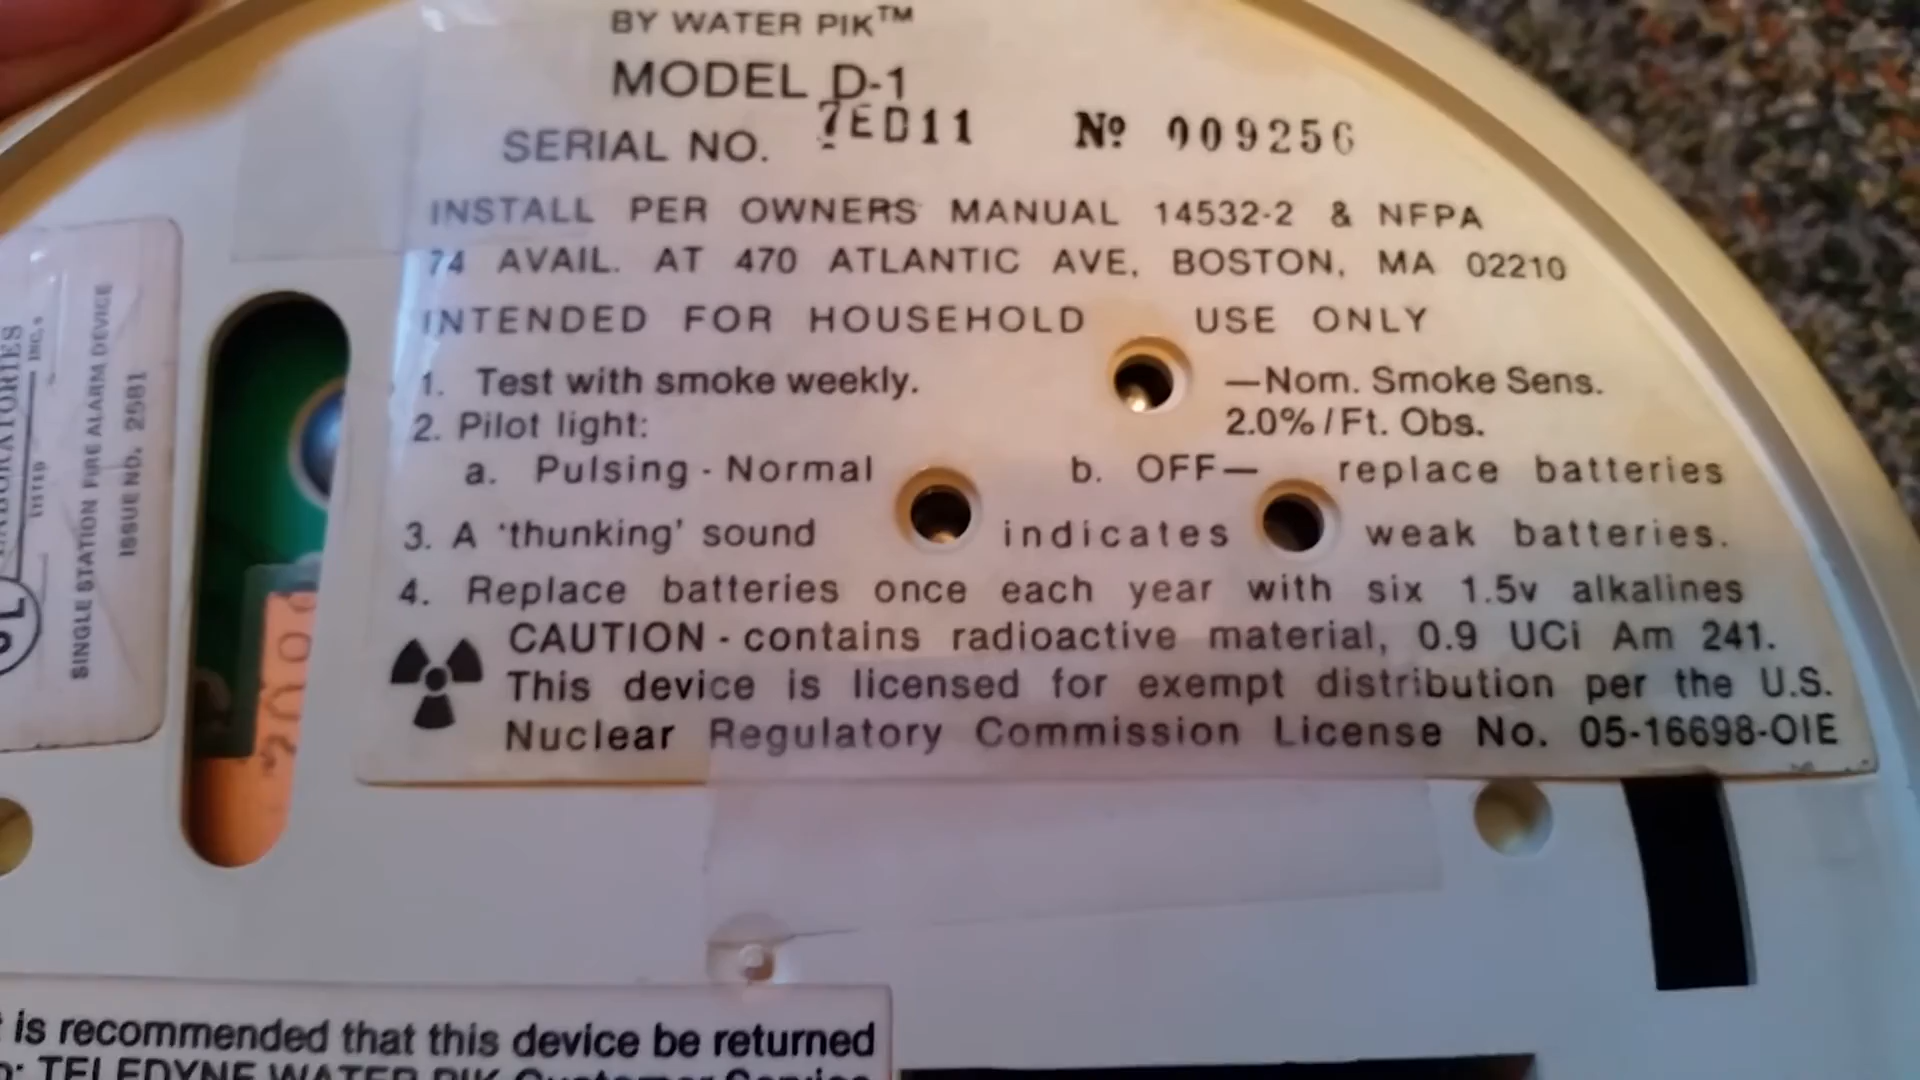 BY WATER PIK™
MODEL D-1
SERIAL NO. 7ED11 Nº 009256
INSTALL PER OWNERS MANUAL 14532-2 & NFPA
74 AVAIL. AT 470 ATLANTIC AVE, BOSTON, MA 02210
INTENDED FOR HOUSEHOLD USE ONLY
1. Test with smoke weekly. —Nom. Smoke Sens.
2. Pilot light: 2.0%/Ft. Obs.
a. Pulsing - Normal b. OFF— replace batteries
3. A 'thunking' sound indicates weak batteries.
4. Replace batteries once each year with six 1.5v alkalines
CAUTION - contains radioactive material, 0.9 UCi Am 241.
This device is licensed for exempt distribution per the U.S.
Nuclear Regulatory Commission License No. 05-16698-OIE
LABORATORIES INC.®
LISTED
SINGLE STATION FIRE ALARM DEVICE
ISSUE NO. 2581
is recommended that this device be returned
TELEDYNE WATER PIK Customer Service